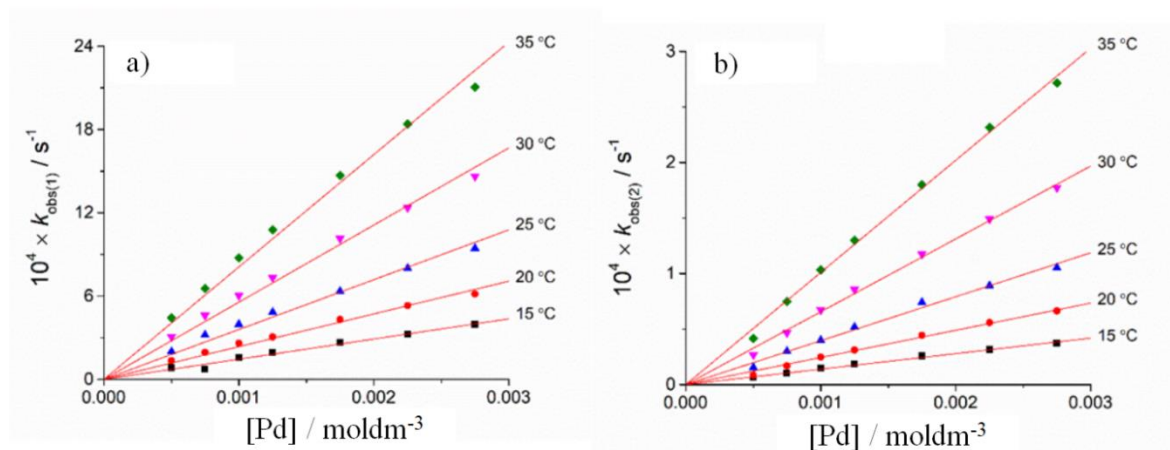 a)
24
18
12
6
0
10⁴ × k_obs(1) / s⁻¹
35 °C
30 °C
25 °C
20 °C
15 °C
0.000 0.001 0.002 0.003
[Pd] / moldm⁻³
b)
3
2
1
0
10⁴ × k_obs(2) / s⁻¹
35 °C
30 °C
25 °C
20 °C
15 °C
0.000 0.001 0.002 0.003
[Pd] / moldm⁻³